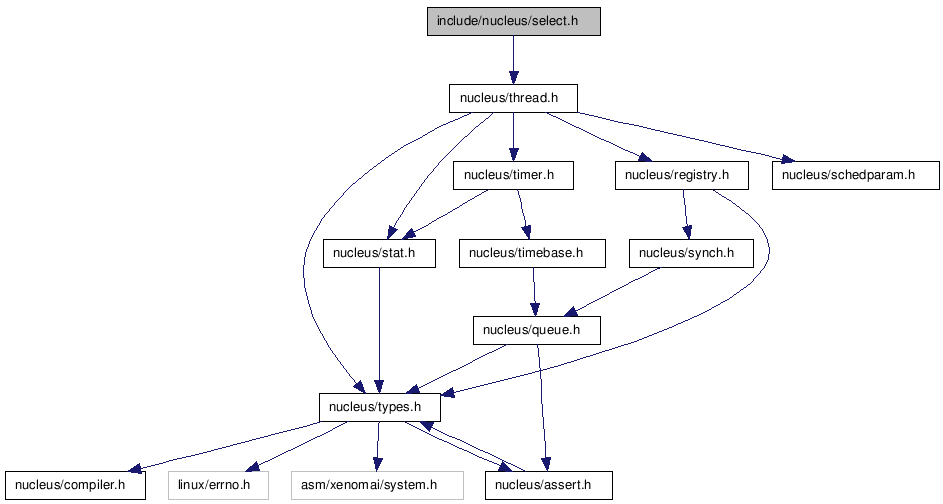 include/nucleus/select.h
nucleus/thread.h
nucleus/timer.h
nucleus/registry.h
nucleus/schedparam.h
nucleus/stat.h
nucleus/timebase.h
nucleus/synch.h
nucleus/queue.h
nucleus/types.h
nucleus/compiler.h
linux/errno.h
asm/xenomai/system.h
nucleus/assert.h